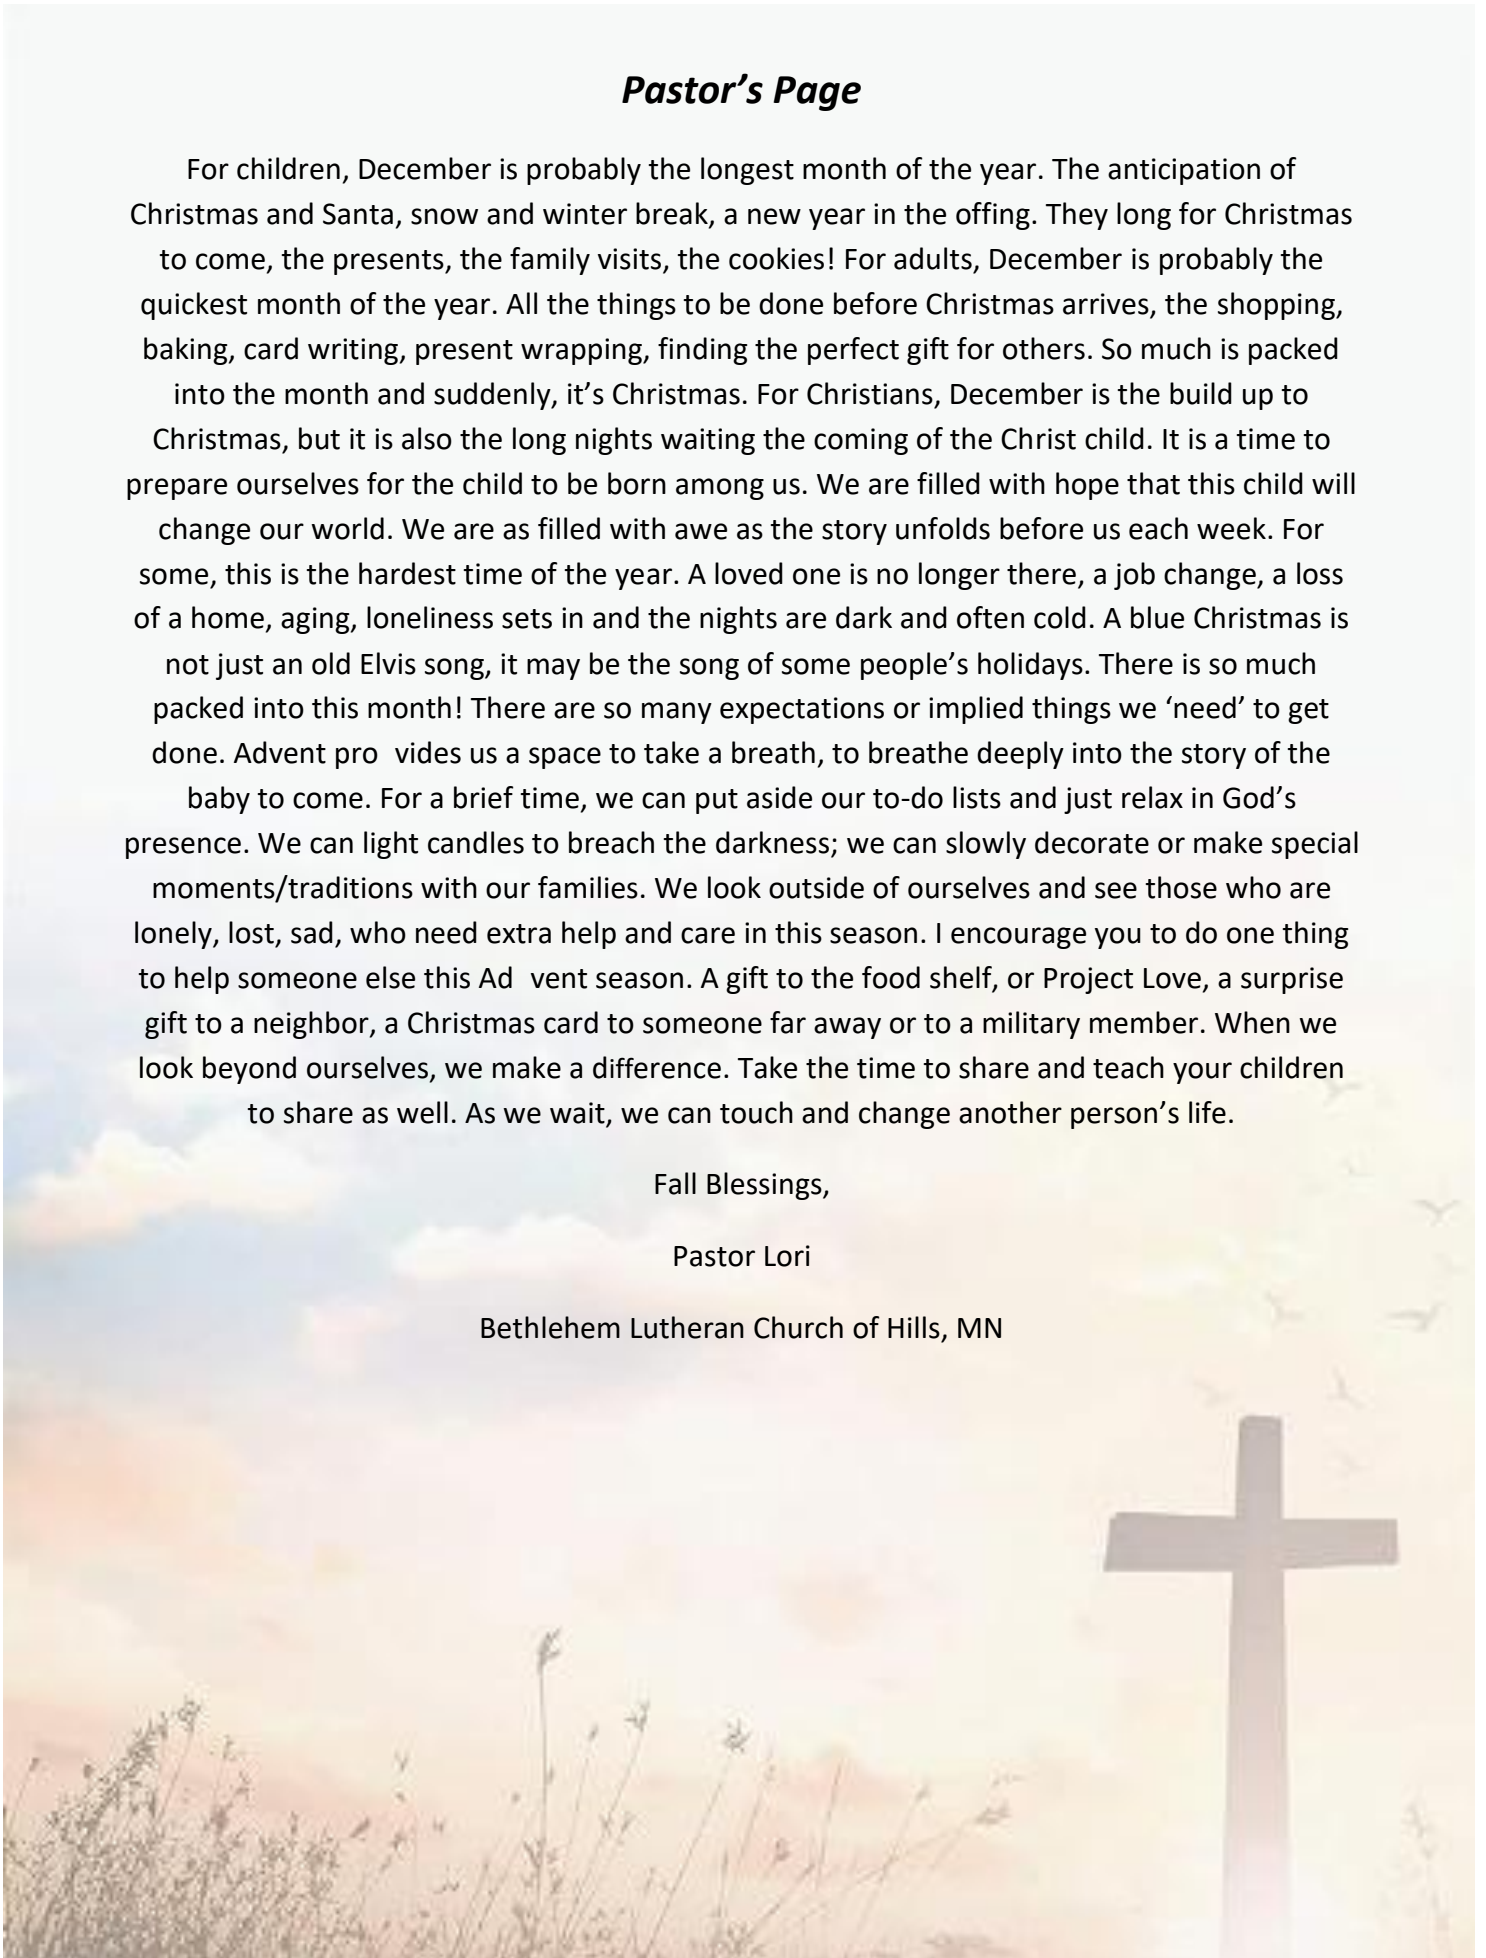 Pastor’s Page
For children, December is probably the longest month of the year. The anticipation of
Christmas and Santa, snow and winter break, a new year in the offing. They long for Christmas
to come, the presents, the family visits, the cookies! For adults, December is probably the
quickest month of the year. All the things to be done before Christmas arrives, the shopping,
baking, card writing, present wrapping, finding the perfect gift for others. So much is packed
into the month and suddenly, it’s Christmas. For Christians, December is the build up to
Christmas, but it is also the long nights waiting the coming of the Christ child. It is a time to
prepare ourselves for the child to be born among us. We are filled with hope that this child will
change our world. We are as filled with awe as the story unfolds before us each week. For
some, this is the hardest time of the year. A loved one is no longer there, a job change, a loss
of a home, aging, loneliness sets in and the nights are dark and often cold. A blue Christmas is
not just an old Elvis song, it may be the song of some people’s holidays. There is so much
packed into this month! There are so many expectations or implied things we ‘need’ to get
done. Advent pro  vides us a space to take a breath, to breathe deeply into the story of the
baby to come. For a brief time, we can put aside our to-do lists and just relax in God’s
presence. We can light candles to breach the darkness; we can slowly decorate or make special
moments/traditions with our families. We look outside of ourselves and see those who are
lonely, lost, sad, who need extra help and care in this season. I encourage you to do one thing
to help someone else this Ad  vent season. A gift to the food shelf, or Project Love, a surprise
gift to a neighbor, a Christmas card to someone far away or to a military member. When we
look beyond ourselves, we make a difference. Take the time to share and teach your children
to share as well. As we wait, we can touch and change another person’s life.
Fall Blessings,
Pastor Lori
Bethlehem Lutheran Church of Hills, MN